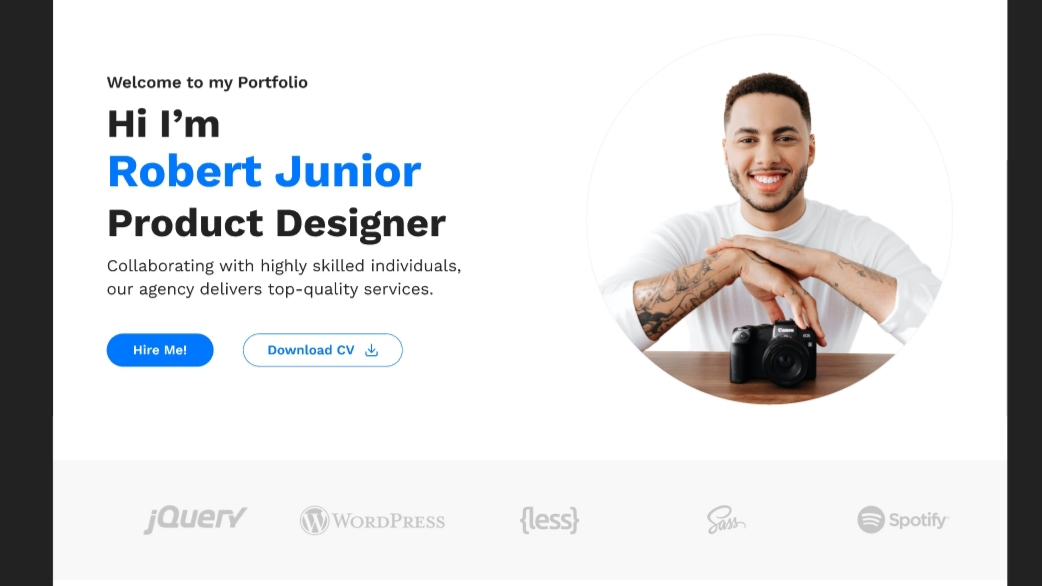 Welcome to my Portfolio
Hi I’m
Robert Junior
Product Designer
Collaborating with highly skilled individuals,
our agency delivers top-quality services.
Hire Me!
Download CV
Canon
jQuery
WORDPRESS
{less}
Sass
Spotify